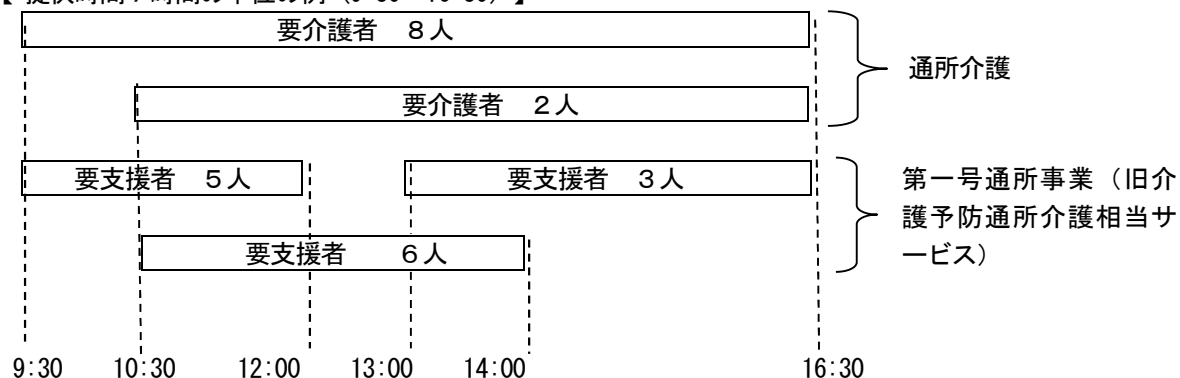 要介護者 8人
通所介護
要介護者 2人
要支援者 5人
要支援者 3人
第一号通所事業（旧介
護予防通所介護相当サ
ービス）
要支援者 6人
9:30 10:30 12:00 13:00 14:00 16:30